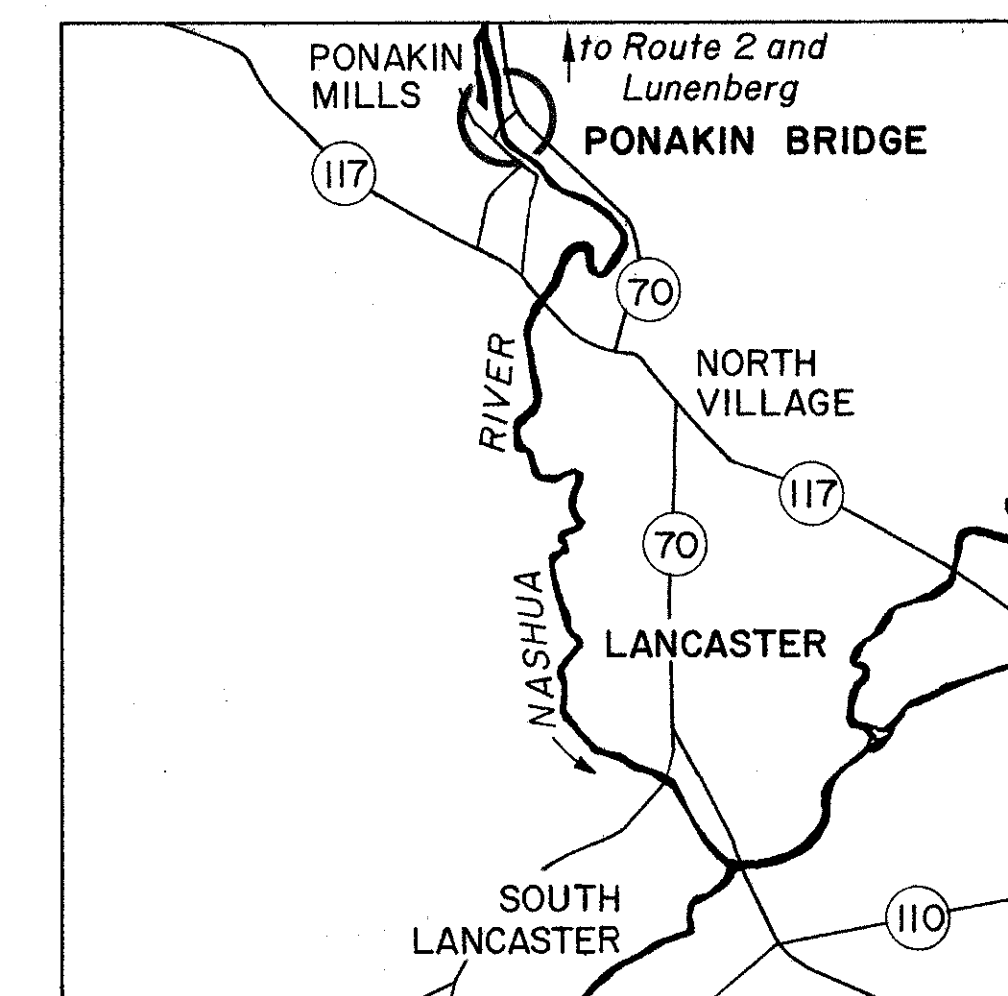 PONAKIN
MILLS
to Route 2 and
Lunenberg
PONAKIN BRIDGE
117
70
RIVER
NORTH
VILLAGE
117
70
NASHUA
LANCASTER
SOUTH
LANCASTER
110